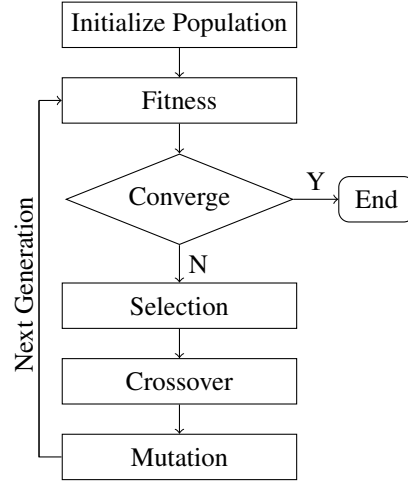 Initialize Population
Fitness
Converge
Y
End
N
Selection
Crossover
Mutation
Next Generation